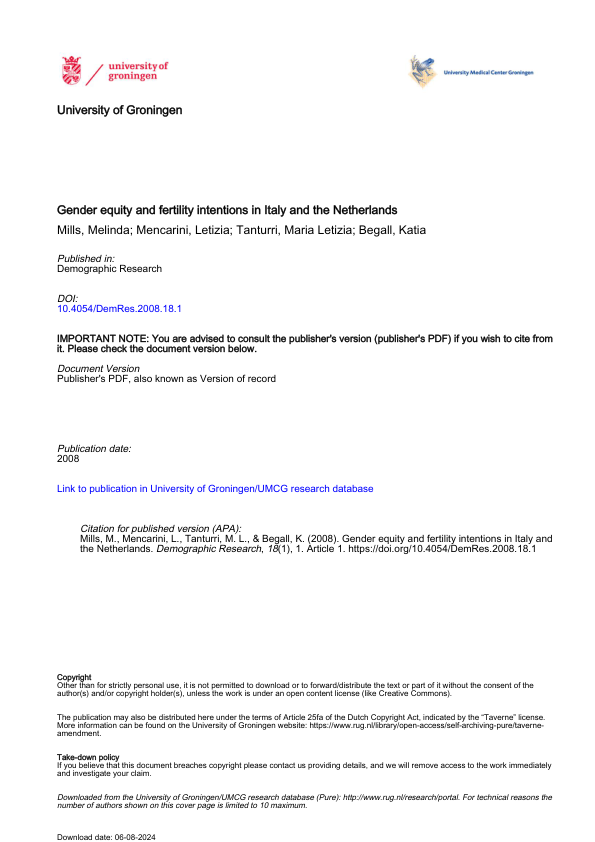 university of
groningen
University Medical Center Groningen
University of Groningen
Gender equity and fertility intentions in Italy and the Netherlands
Mills, Melinda; Mencarini, Letizia; Tanturri, Maria Letizia; Begall, Katia
Published in:
Demographic Research
DOI:
10.4054/DemRes.2008.18.1
IMPORTANT NOTE: You are advised to consult the publisher's version (publisher's PDF) if you wish to cite from
it. Please check the document version below.
Document Version
Publisher's PDF, also known as Version of record
Publication date:
2008
Link to publication in University of Groningen/UMCG research database
Citation for published version (APA):
Mills, M., Mencarini, L., Tanturri, M. L., & Begall, K. (2008). Gender equity and fertility intentions in Italy and
the Netherlands. Demographic Research, 18(1), 1. Article 1. https://doi.org/10.4054/DemRes.2008.18.1
Copyright
Other than for strictly personal use, it is not permitted to download or to forward/distribute the text or part of it without the consent of the
author(s) and/or copyright holder(s), unless the work is under an open content license (like Creative Commons).
The publication may also be distributed here under the terms of Article 25fa of the Dutch Copyright Act, indicated by the “Taverne” license.
More information can be found on the University of Groningen website: https://www.rug.nl/library/open-access/self-archiving-pure/taverne-
amendment.
Take-down policy
If you believe that this document breaches copyright please contact us providing details, and we will remove access to the work immediately
and investigate your claim.
Downloaded from the University of Groningen/UMCG research database (Pure): http://www.rug.nl/research/portal. For technical reasons the
number of authors shown on this cover page is limited to 10 maximum.
Download date: 06-08-2024